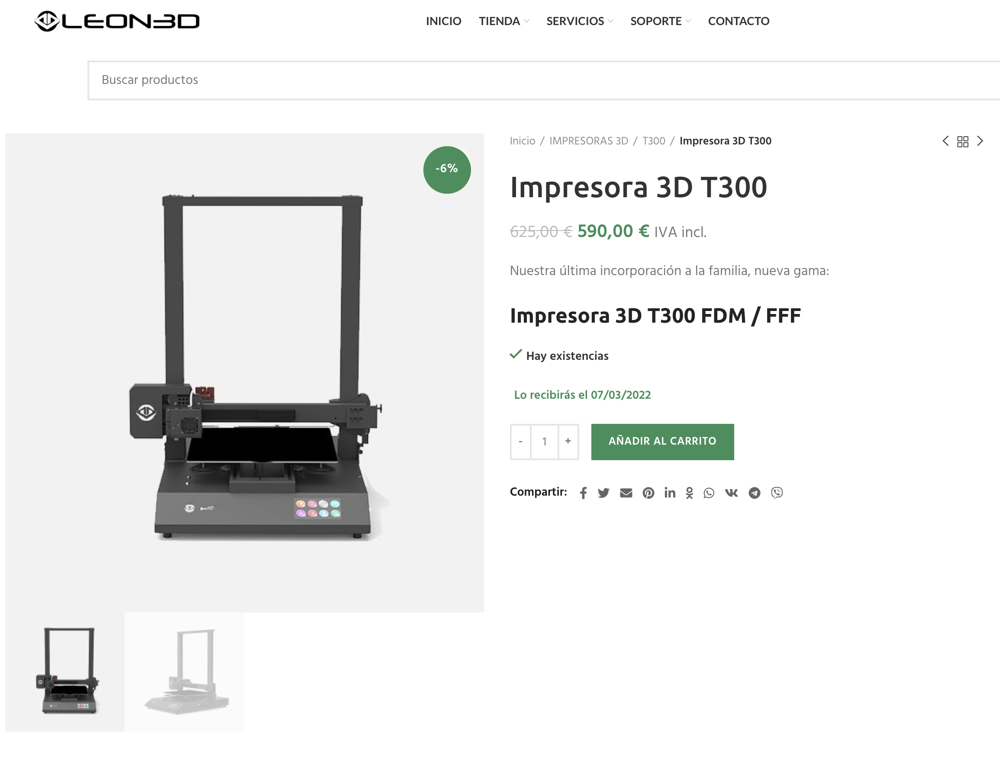 LEON3D
INICIO TIENDA SERVICIOS SOPORTE CONTACTO
Buscar productos
-6%
Inicio / IMPRESORAS 3D / T300 / Impresora 3D T300
Impresora 3D T300
625,00 € 590,00 € IVA incl.
Nuestra última incorporación a la familia, nueva gama:
Impresora 3D T300 FDM / FFF
Hay existencias
Lo recibirás el 07/03/2022
- 1 + AÑADIR AL CARRITO
Compartir: